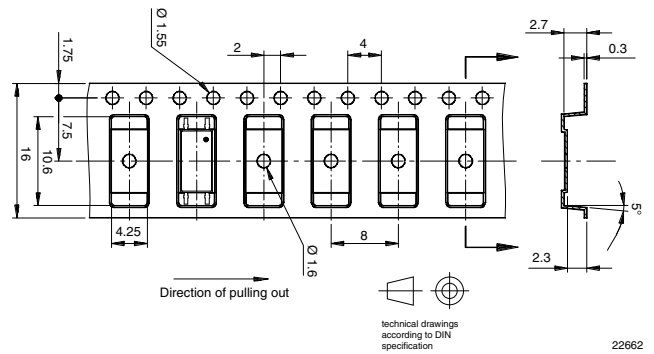 2.7
0.3
Ø 1.55
2
4
1.75
7.5
16
10.6
4.25
Ø 1.6
8
5°
2.3
Direction of pulling out
technical drawings
according to DIN
specification
22662